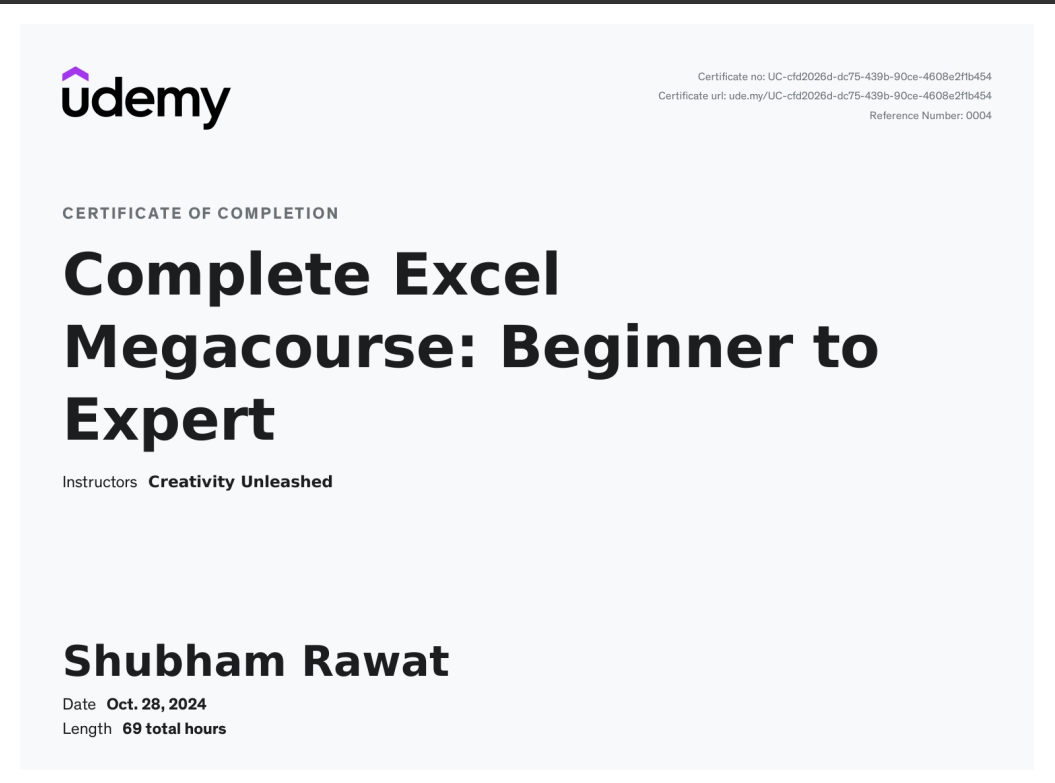 udemy
Certificate no: UC-cfd2026d-dc75-439b-90ce-4608e2f1b454
Certificate url: ude.my/UC-cfd2026d-dc75-439b-90ce-4608e2f1b454
Reference Number: 0004
CERTIFICATE OF COMPLETION
Complete Excel
Megacourse: Beginner to
Expert
Instructors Creativity Unleashed
Shubham Rawat
Date Oct. 28, 2024
Length 69 total hours